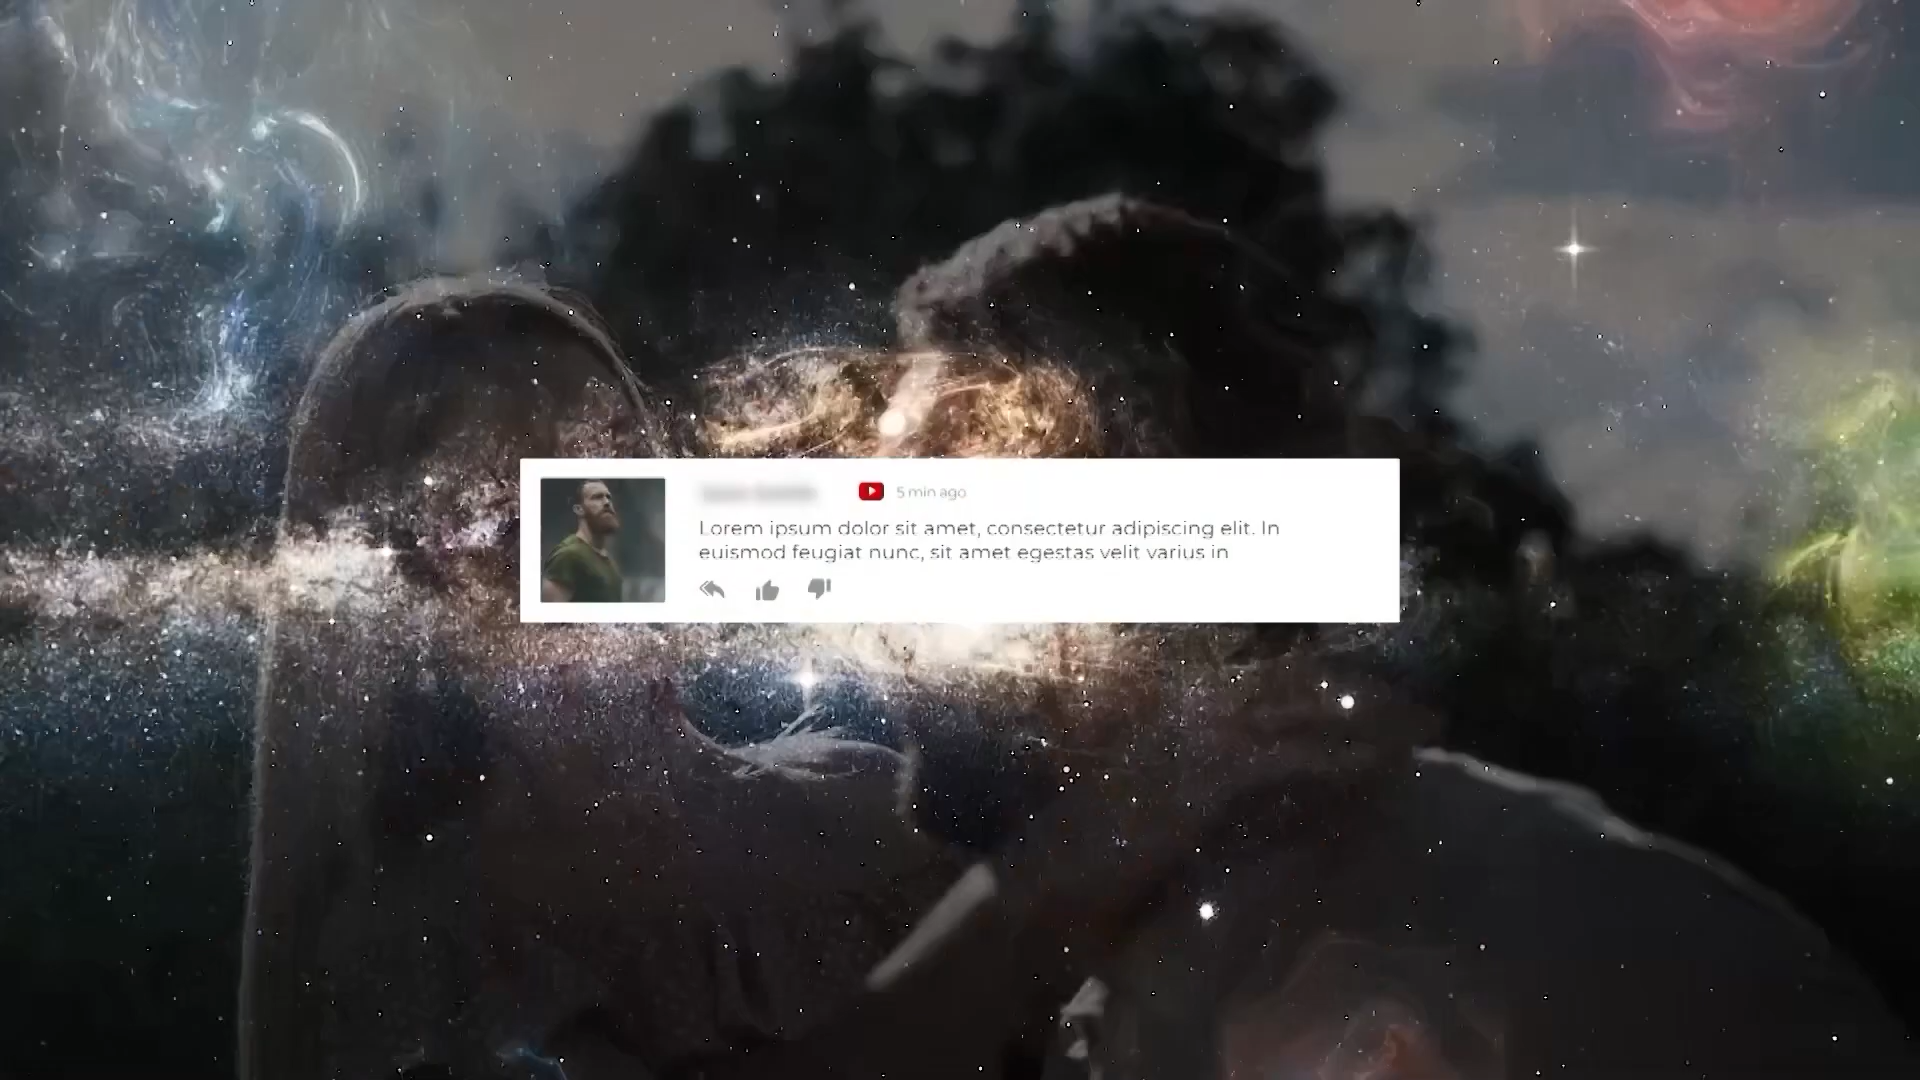 5 min ago
Lorem ipsum dolor sit amet, consectetur adipiscing elit. In
euismod feugiat nunc, sit amet egestas velit varius in